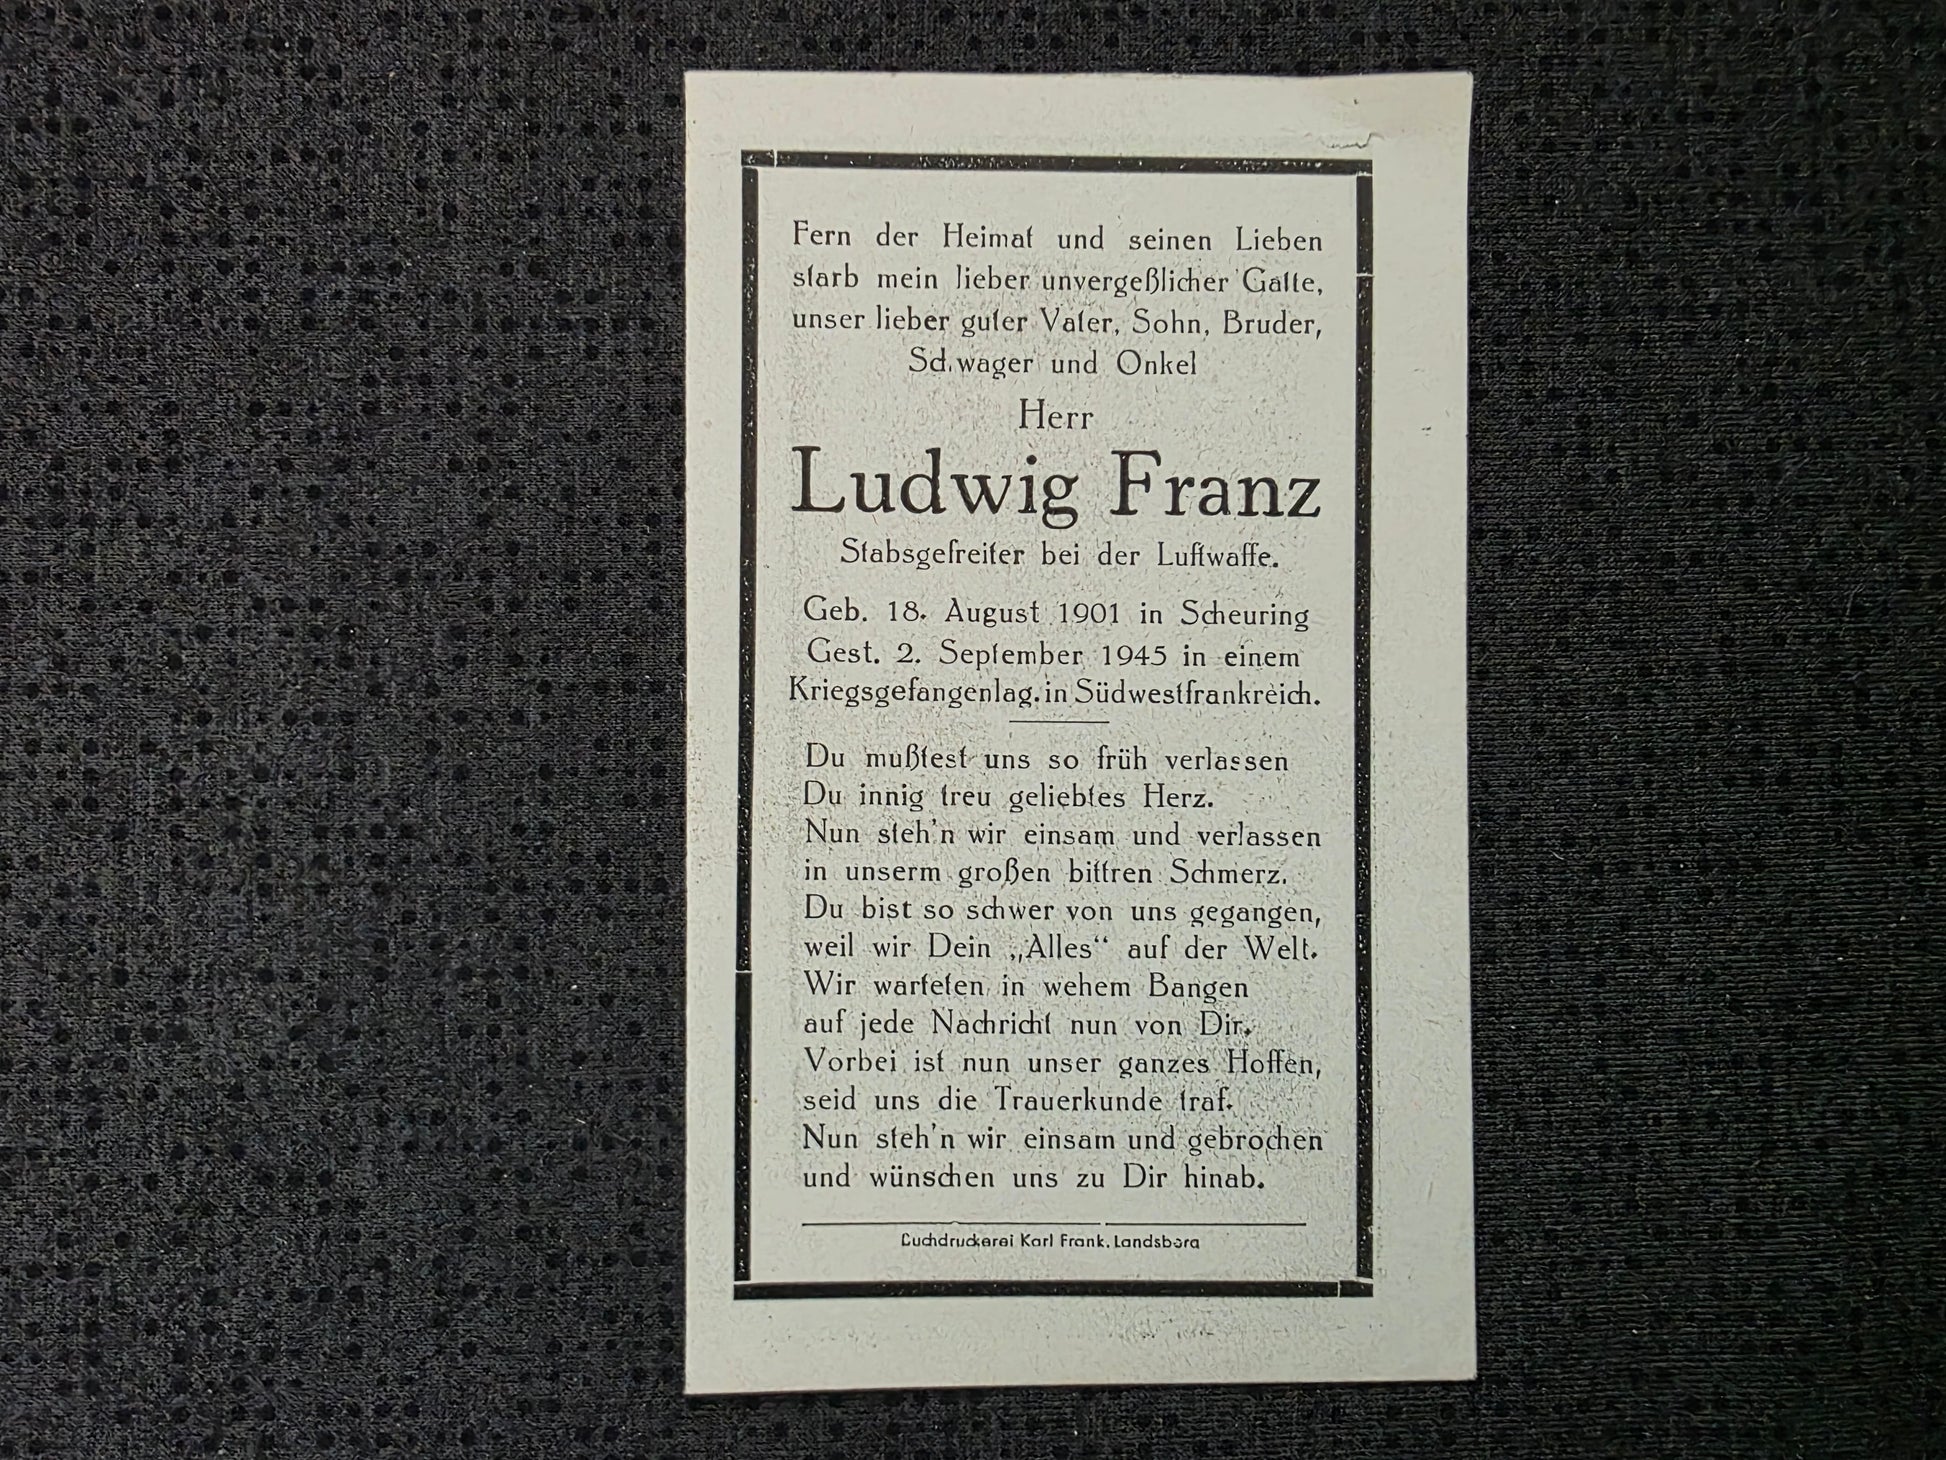 Fern der Heimat und seinen Lieben
starb mein lieber unvergeßlicher Gatte,
unser lieber guter Vater, Sohn, Bruder,
Schwager und Onkel
Herr
Ludwig Franz
Stabsgefreiter bei der Luftwaffe.
Geb. 18. August 1901 in Scheuring
Gest. 2. September 1945 in einem
Kriegsgefangenlag. in Südwestfrankreich.
Du mußtest uns so früh verlassen
Du innig treu geliebtes Herz.
Nun steh'n wir einsam und verlassen
in unserm großen bittren Schmerz.
Du bist so schwer von uns gegangen,
weil wir Dein „Alles“ auf der Welt.
Wir warteten in wehem Bangen
auf jede Nachricht nun von Dir.
Vorbei ist nun unser ganzes Hoffen,
seid uns die Trauerkunde traf.
Nun steh'n wir einsam und gebrochen
und wünschen uns zu Dir hinab.
Buchdruckerei Karl Frank, Landsberg